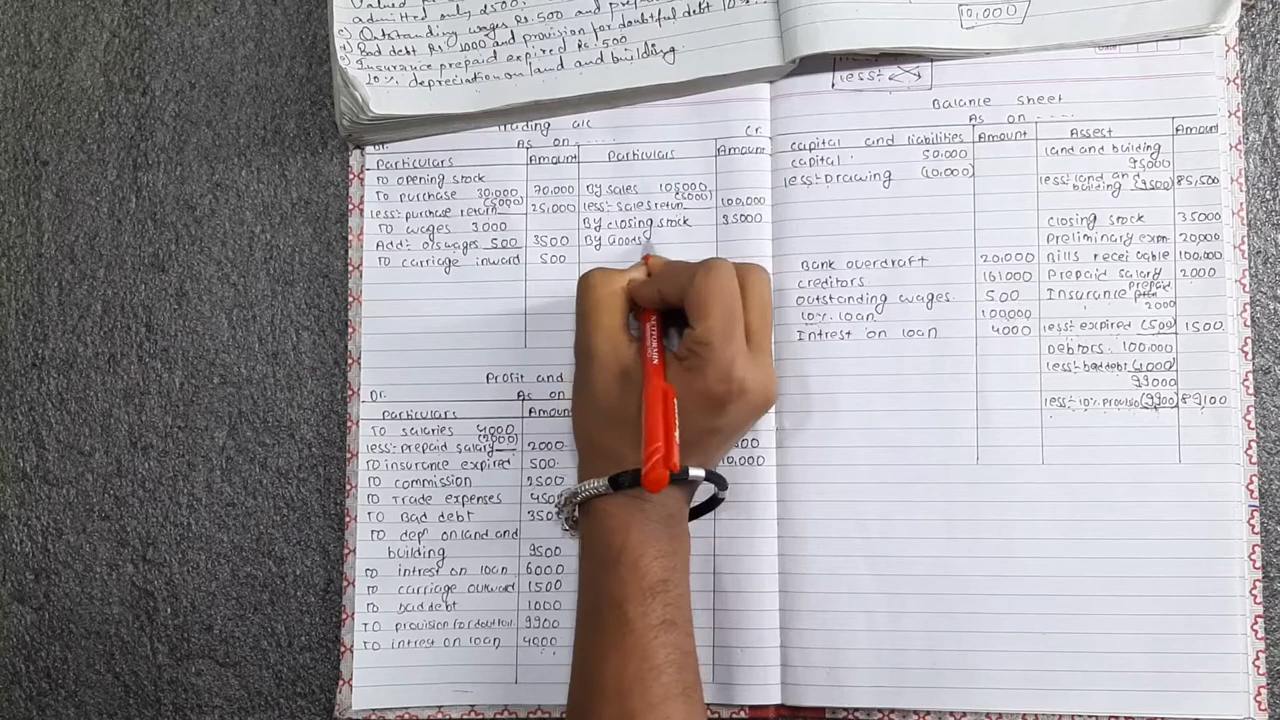 admitted only, d500.
c) Outstanding wages Rs.500 and
d) Bad debt Rs 1000 and provision for doubtful debt 10%.
e) Insurance prepaid expired Rs. 500
10% depreciation on land and building.
10,000
less:-
Trading a/c
Dr. As on ..... Cr.
Particulars Amount Particulars Amount
To opening stock
To purchase 30,000 70,000 By sales 105000
less:- purchase return (5000) 25,000 less:- sales return (5000) 100,000
To wages 3000 By closing stock 35000
Add:- o/s wages 500 3500 By Goods
To carriage inward 500
Profit and
Dr. As on
Particulars Amount
To salaries 4000
less:- prepaid salary (2000) 2000
To insurance expired 500. 10,000
To commission 2500
To Trade expenses
To Bad debt
To depn on land and
building 9500
To intrest on loan 6000
To carriage outward 1500
To bad debt 1000
To provision for doubtful 9900
To intrest on loan 4000
Balance sheet
As on .....
capital and liabilities Amount Assest Amount
capital 50,000 land and building
95000
less:- Drawing (10,000) less:- land and
building (9500) 85,500
closing stock 35000
Preliminary expn 20,000
Bank overdraft 20,000 Bills receivable 100,000
creditors 161000 Prepaid salary 2000
outstanding wages. 500 Insurance prepaid
2000
10% loan 100000
Intrest on loan 4000 less:- expired (500) 1500.
Debtors. 100,000
less:- bad debt (1000)
99000
less:- 10% provisio (9900) 89100